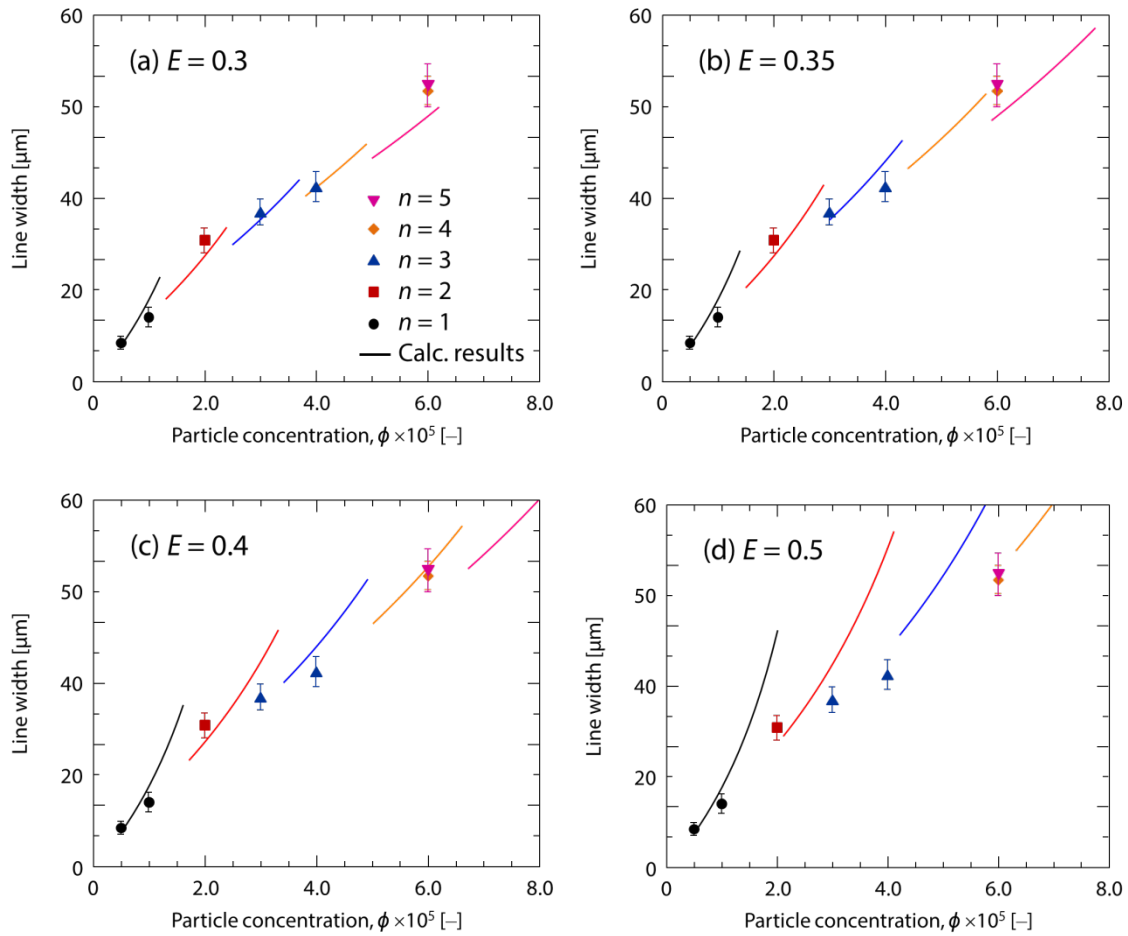 (a) E = 0.3
60
50
40
20
0
Line width [µm]
n = 5
n = 4
n = 3
n = 2
n = 1
Calc. results
0 2.0 4.0 6.0 8.0
Particle concentration, ϕ ×10⁵ [–]
(b) E = 0.35
60
50
40
20
0
Line width [µm]
0 2.0 4.0 6.0 8.0
Particle concentration, ϕ ×10⁵ [–]
(c) E = 0.4
60
50
40
20
0
Line width [µm]
0 2.0 4.0 6.0 8.0
Particle concentration, ϕ ×10⁵ [–]
(d) E = 0.5
60
50
40
20
0
Line width [µm]
0 2.0 4.0 6.0 8.0
Particle concentration, ϕ ×10⁵ [–]